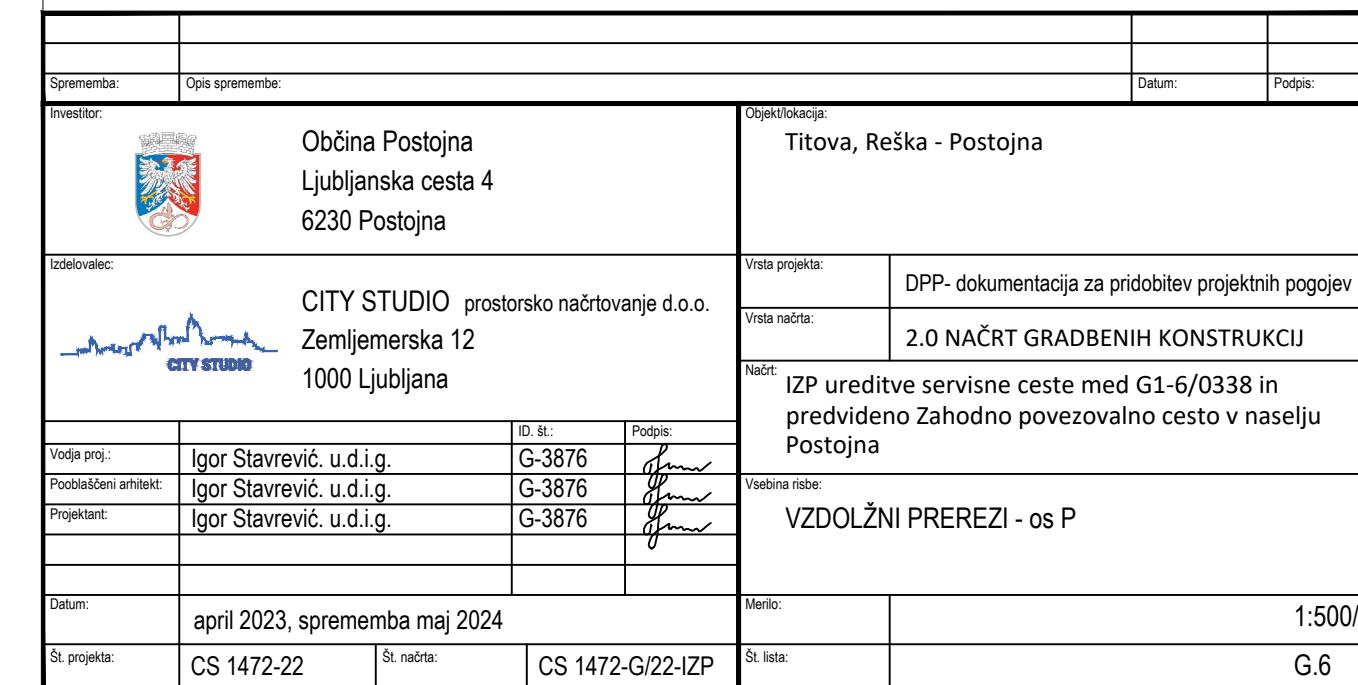 Sprememba: Opis spremembe: Datum: Podpis:
Investitor:
Občina Postojna
Ljubljanska cesta 4
6230 Postojna
Objekt/lokacija:
Titova, Reška - Postojna
Izdelovalec:
CITY STUDIO prostorsko načrtovanje d.o.o.
Zemljemerska 12
1000 Ljubljana
CITY STUDIO
Vrsta projekta:
DPP- dokumentacija za pridobitev projektnih pogojev
Vrsta načrta:
2.0 NAČRT GRADBENIH KONSTRUKCIJ
Načrt:
IZP ureditve servisne ceste med G1-6/0338 in
predvideno Zahodno povezovalno cesto v naselju
Postojna
ID. št.: Podpis:
Vodja proj.: Igor Stavrević. u.d.i.g. G-3876
Pooblaščeni arhitekt: Igor Stavrević. u.d.i.g. G-3876
Projektant: Igor Stavrević. u.d.i.g. G-3876
Vsebina risbe:
VZDOLŽNI PREREZI - os P
Datum: april 2023, sprememba maj 2024
Merilo: 1:500/
Št. projekta: CS 1472-22 Št. načrta: CS 1472-G/22-IZP
Št. lista: G.6